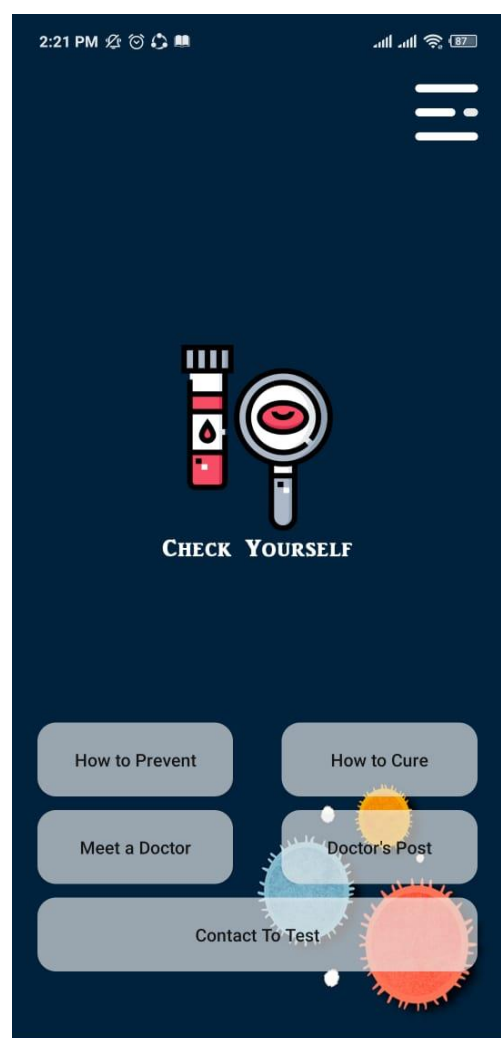 2:21 PM 87
Check Yourself
How to Prevent How to Cure
Meet a Doctor Doctor's Post
Contact To Test